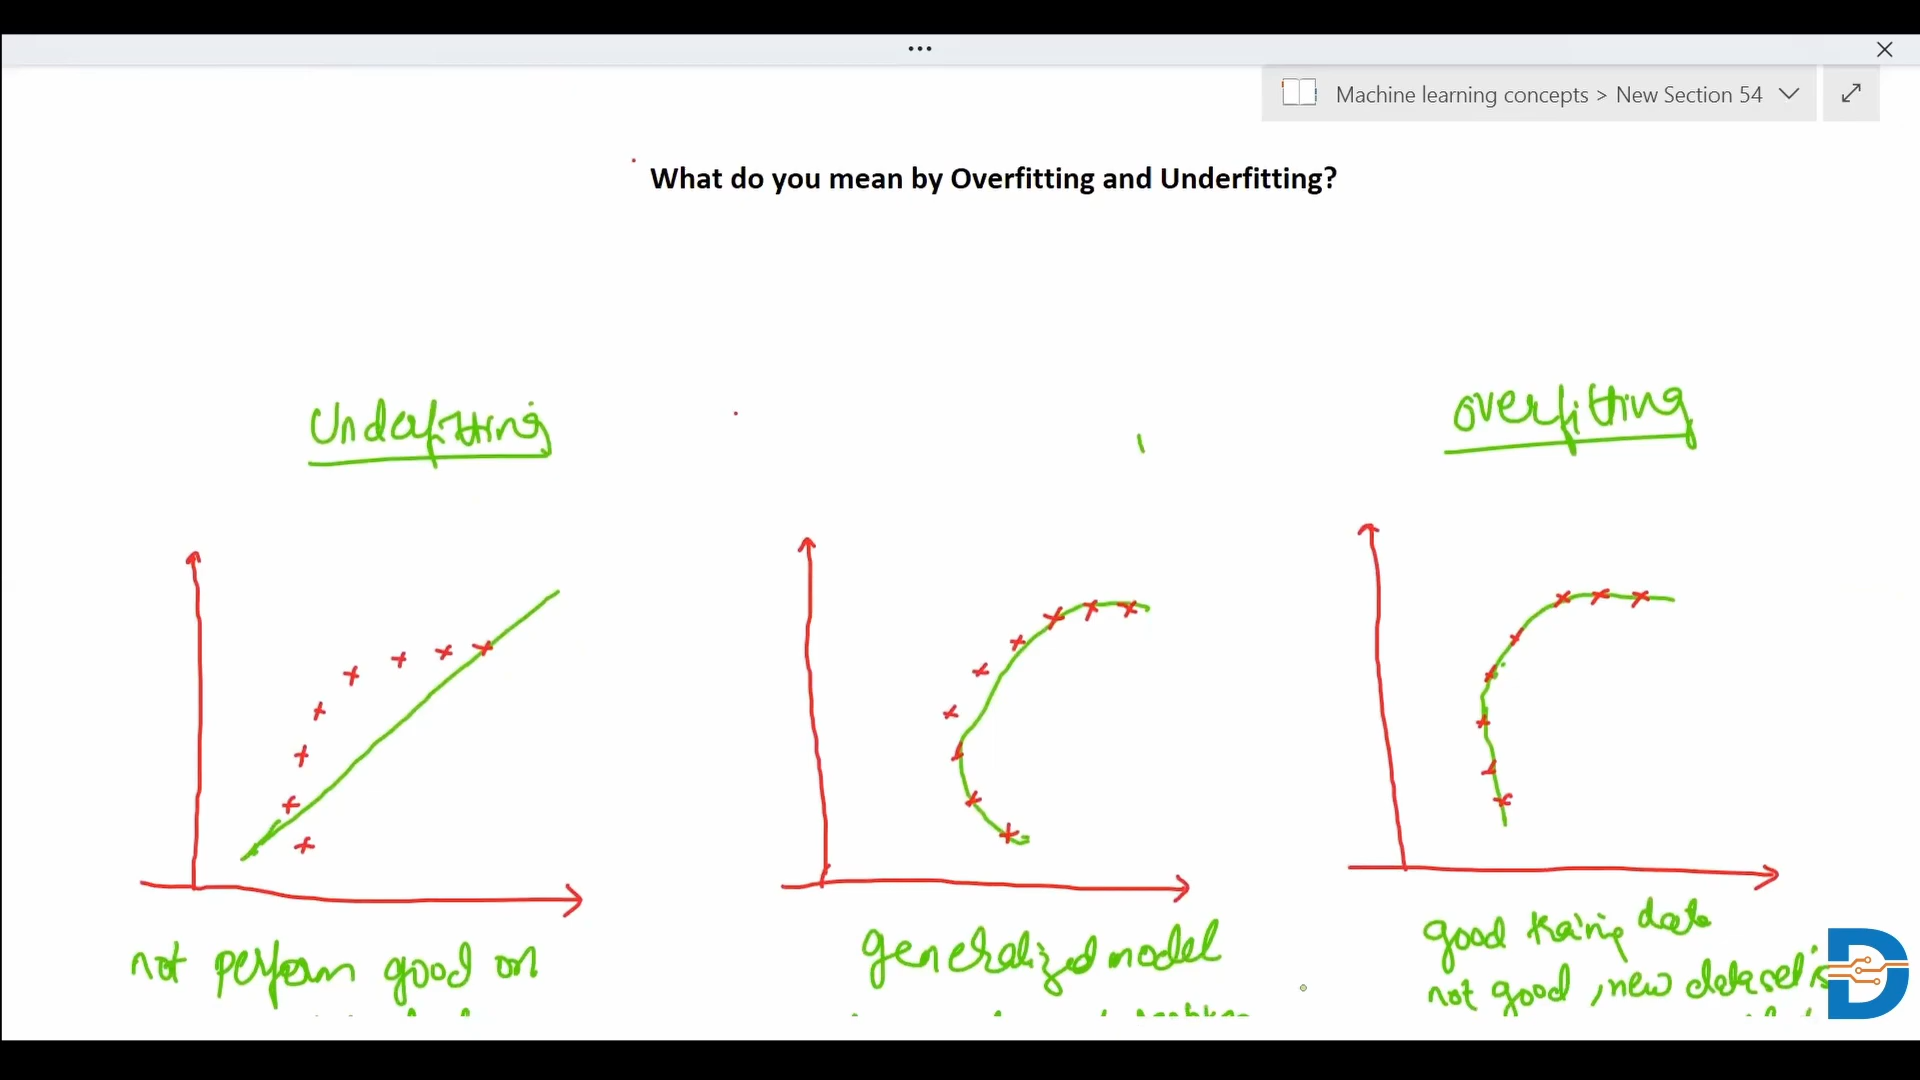 Machine learning concepts > New Section 54
What do you mean by Overfitting and Underfitting?
Underfitting
overfitting
not perform good on
generalized model
good training data
not good, new dataset is